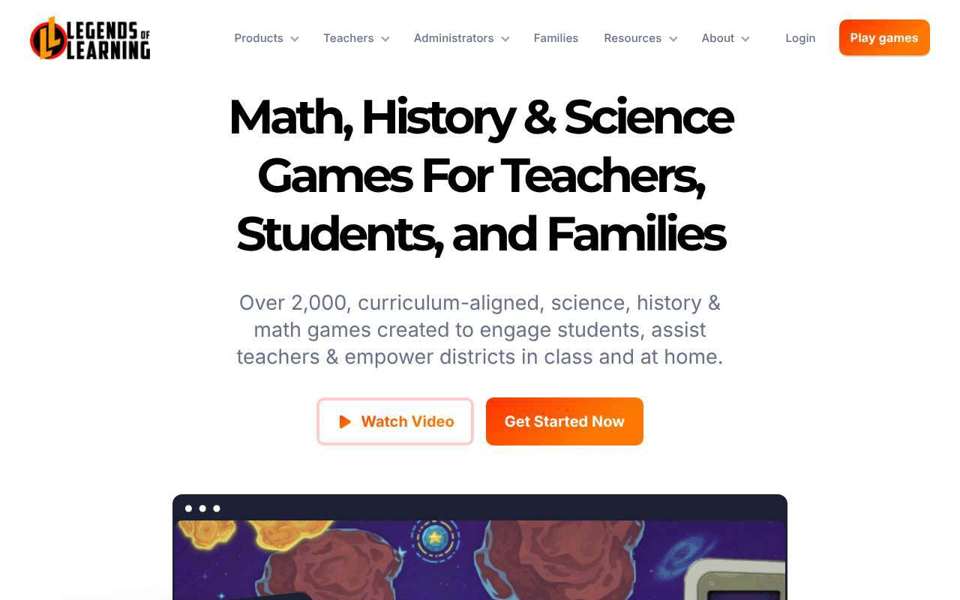 LEGENDS OF
LEARNING
Products Teachers Administrators Families Resources About Login Play games
Math, History & Science
Games For Teachers,
Students, and Families
Over 2,000, curriculum-aligned, science, history &
math games created to engage students, assist
teachers & empower districts in class and at home.
Watch Video Get Started Now